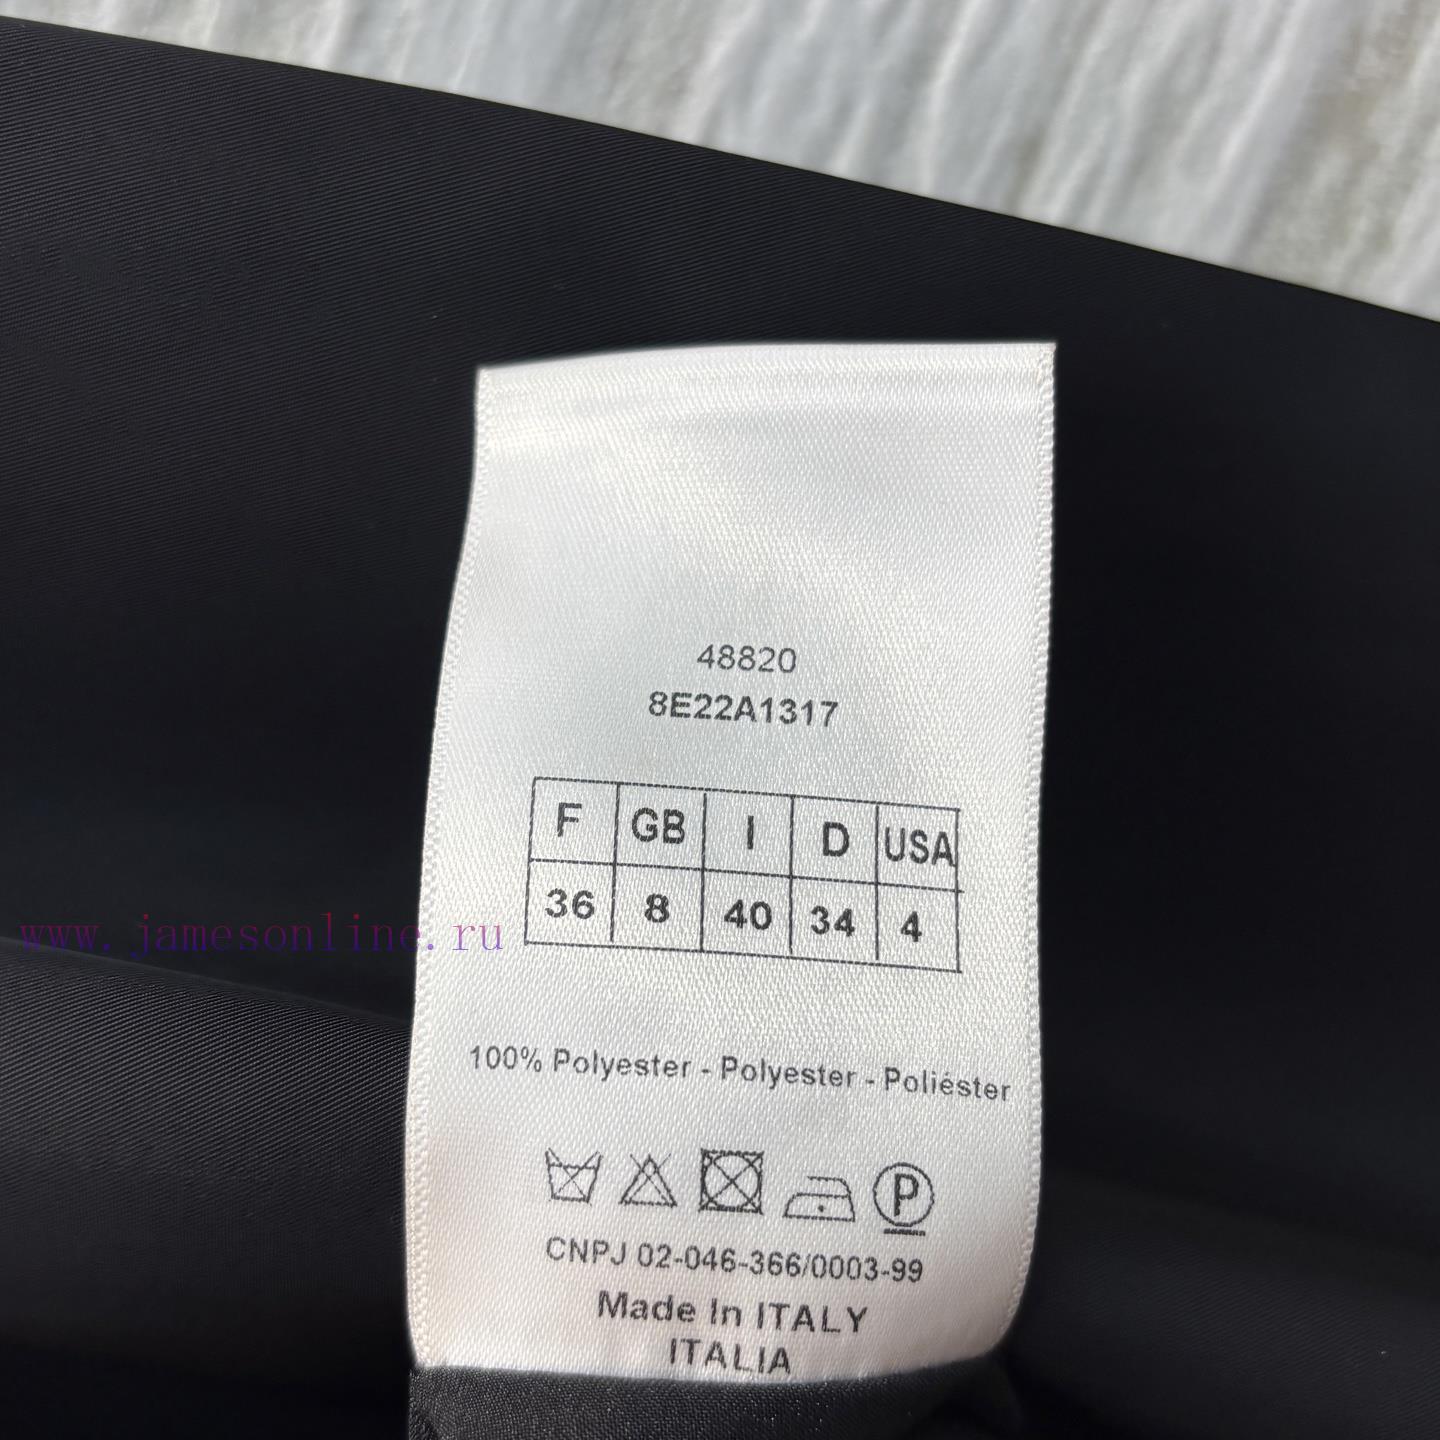 48820
8E22A1317
F GB I D USA
36 8 40 34 4
www.jamesonline.ru
100% Polyester - Polyester - Poliéster
P
CNPJ 02-046-366/0003-99
Made In ITALY
ITALIA